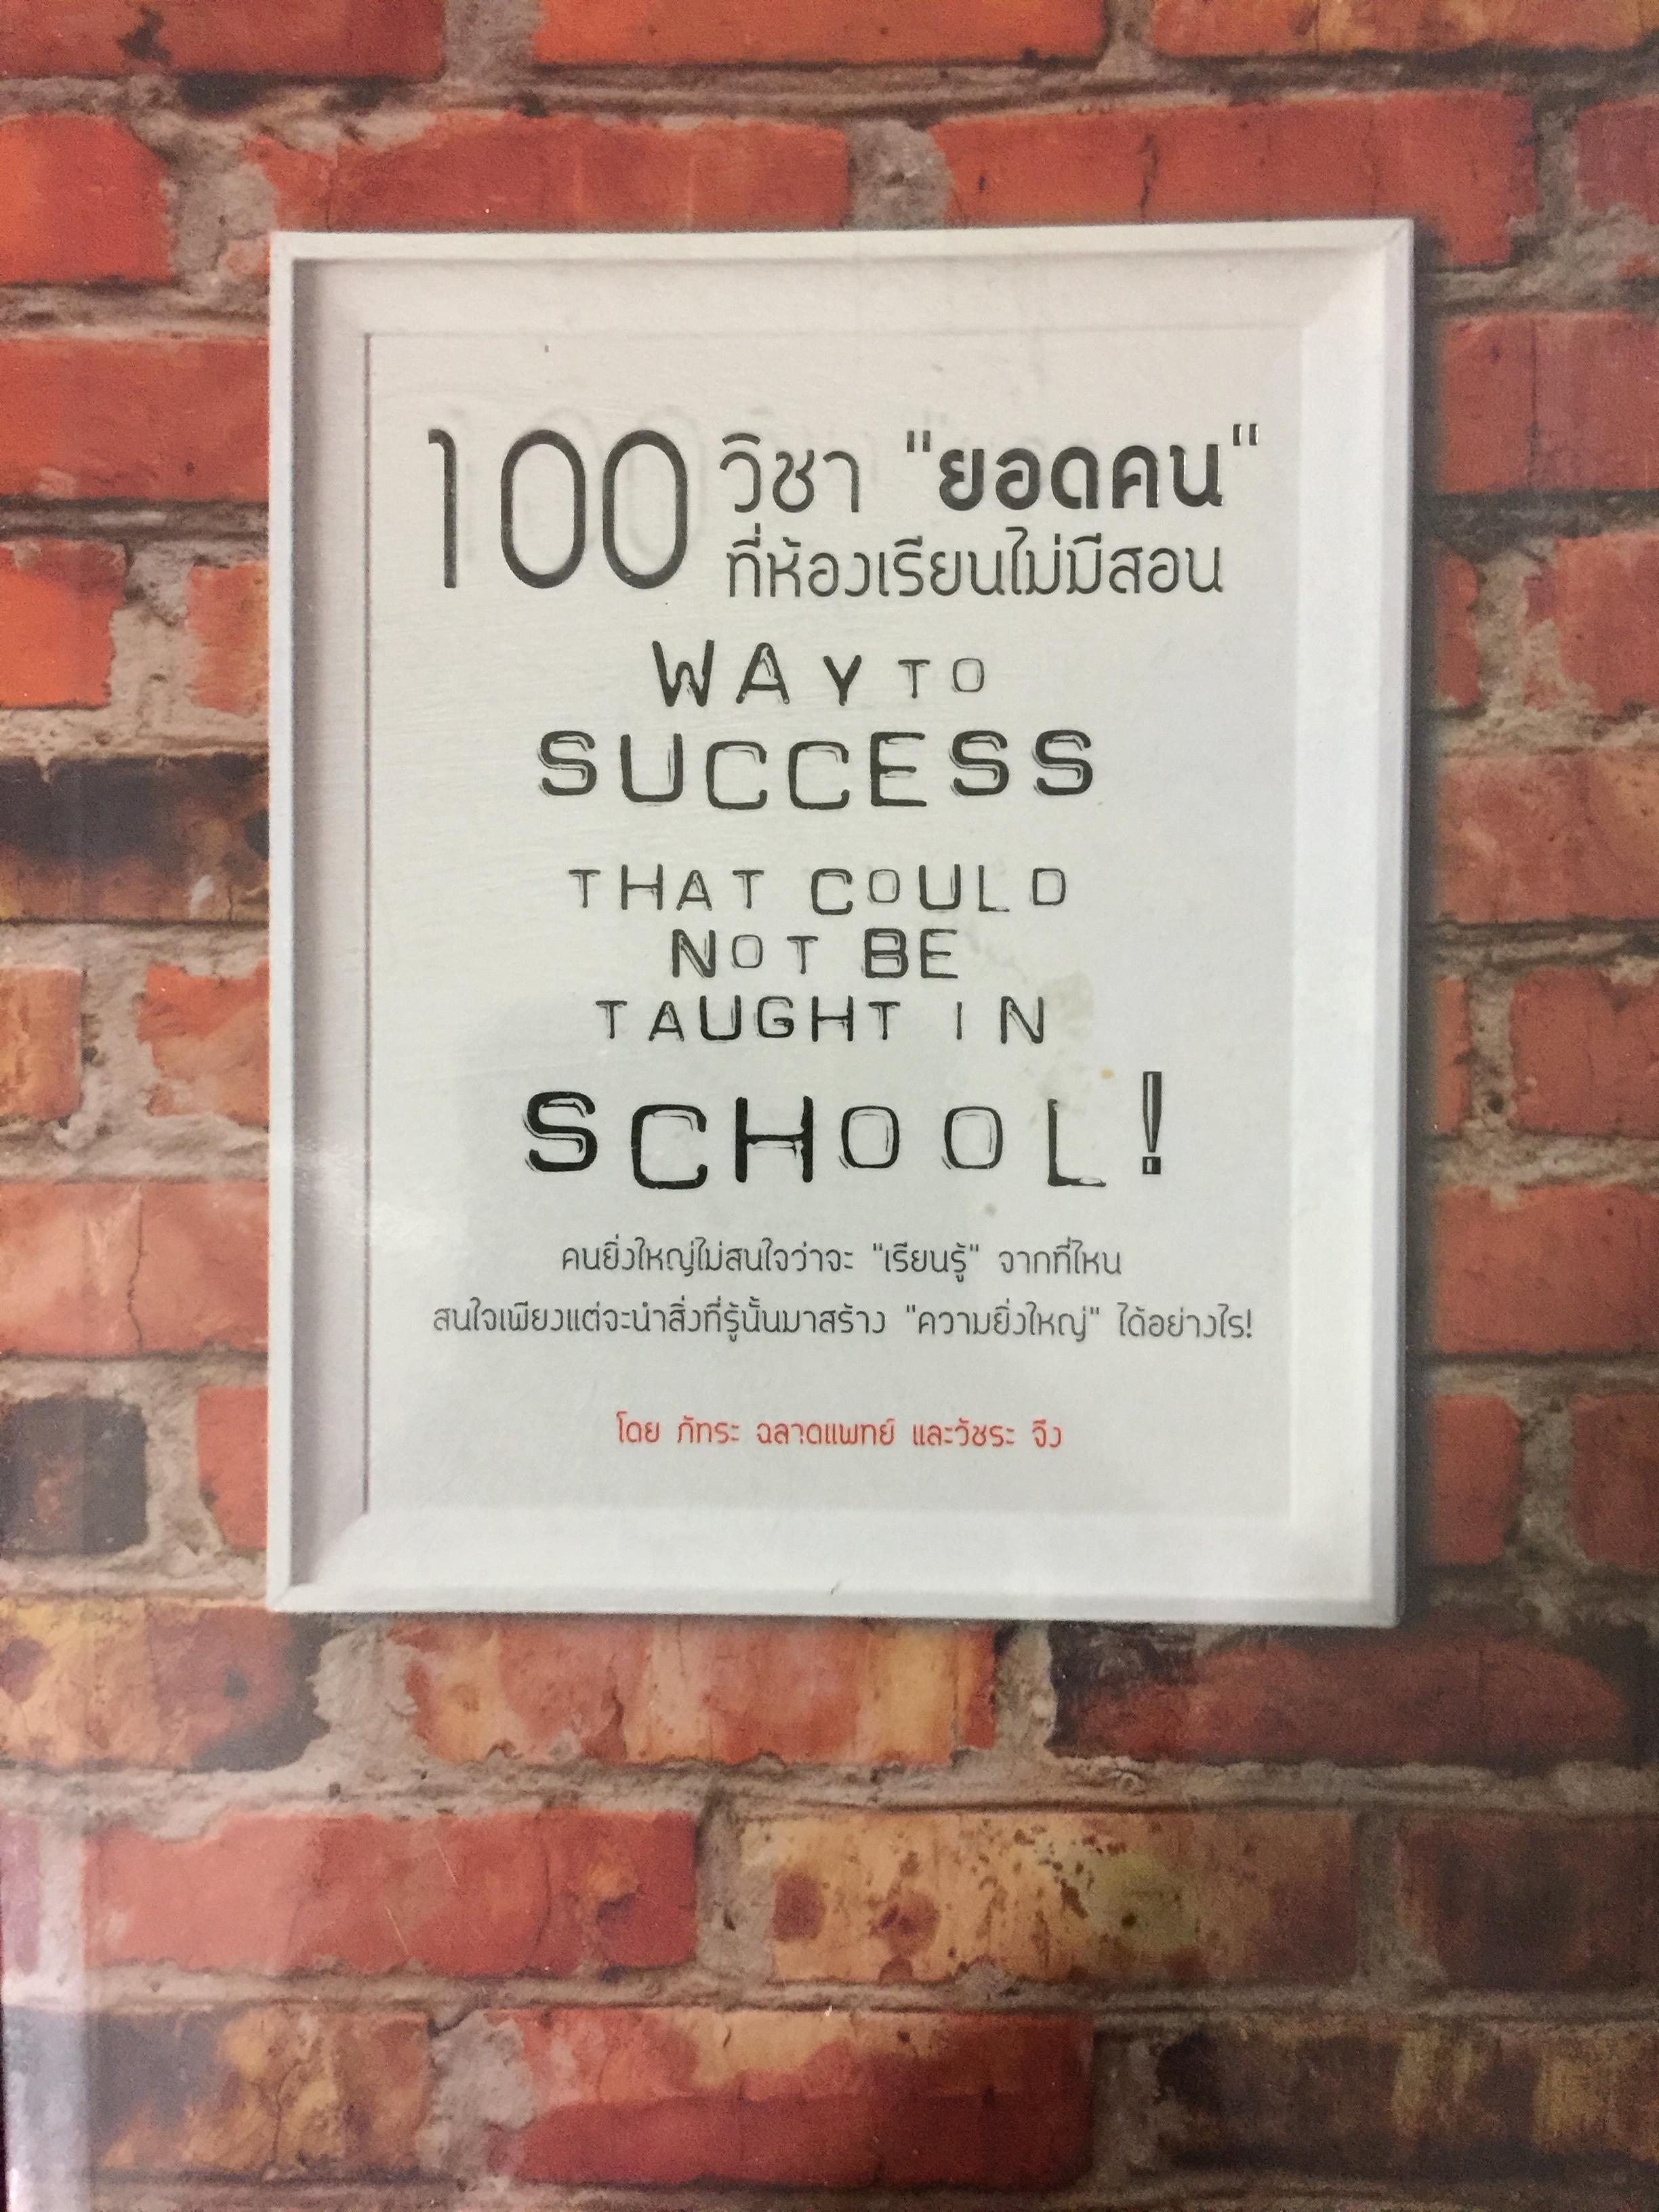 100 วิชา "ยอดคน"
ที่ห้องเรียนไม่มีสอน
WAY TO
SUCCESS
THAT COULD
NOT BE
TAUGHT IN
SCHOOL!
คนยิ่งใหญ่ไม่สนใจว่าจะ "เรียนรู้" จากที่ไหน
สนใจเพียงแต่จะนำสิ่งที่รู้นั้นมาสร้าง "ความยิ่งใหญ่" ได้อย่างไร!
โดย ภัทระ ฉลาดแพทย์ และวัชระ จึง